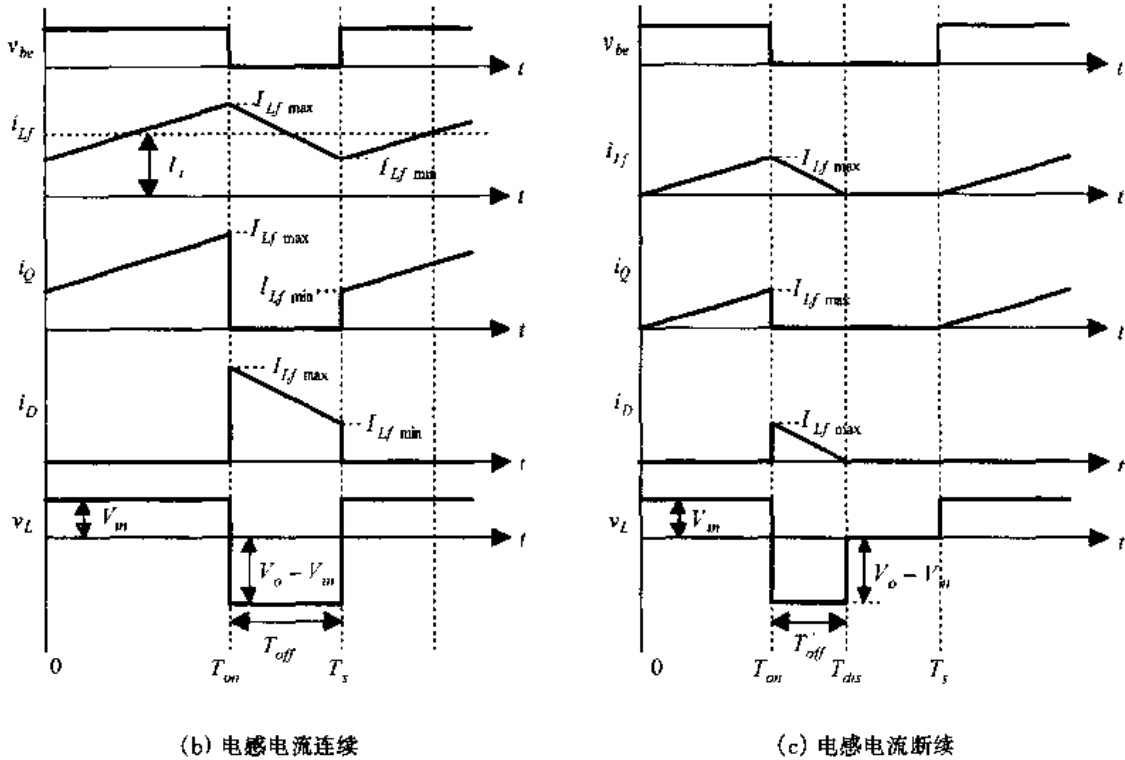 v_be
t
i_Lf
I_Lf max
I_i
i_Lf min
t
i_Q
I_Lf max
I_Lf min
t
i_D
I_Lf max
I_Lf min
t
v_L
V_in
t
V_o - V_in
T_off
0
T_on
T_s
(b) 电感电流连续
v_be
t
i_Lf
I_Lf max
t
i_Q
I_Lf max
t
i_D
I_Lf max
t
v_L
V_in
t
V_o - V_in
T'_off
0
T_on
T_dis
T_s
(c) 电感电流断续